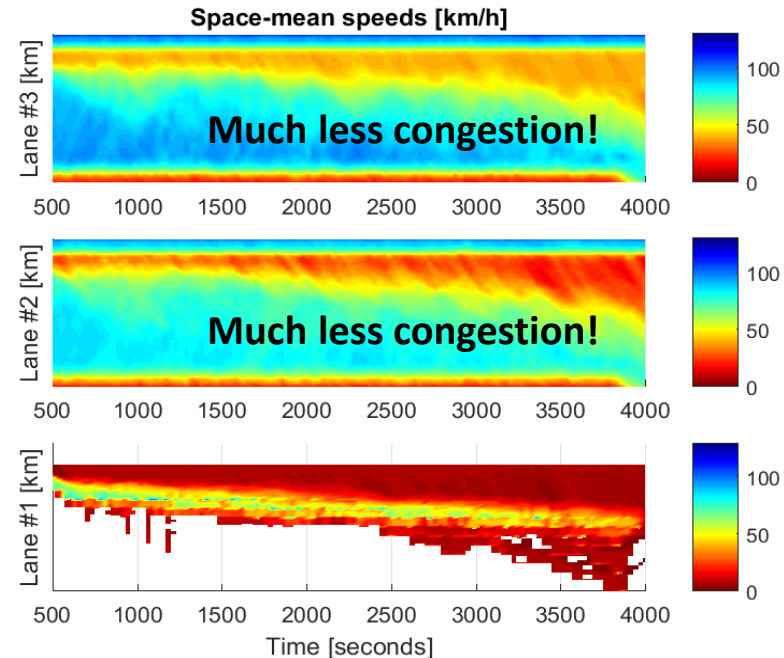 Space-mean speeds [km/h]
Lane #3 [km]
Much less congestion!
100
50
0
500 1000 1500 2000 2500 3000 3500 4000
Lane #2 [km]
Much less congestion!
100
50
0
500 1000 1500 2000 2500 3000 3500 4000
Lane #1 [km]
100
50
0
500 1000 1500 2000 2500 3000 3500 4000
Time [seconds]